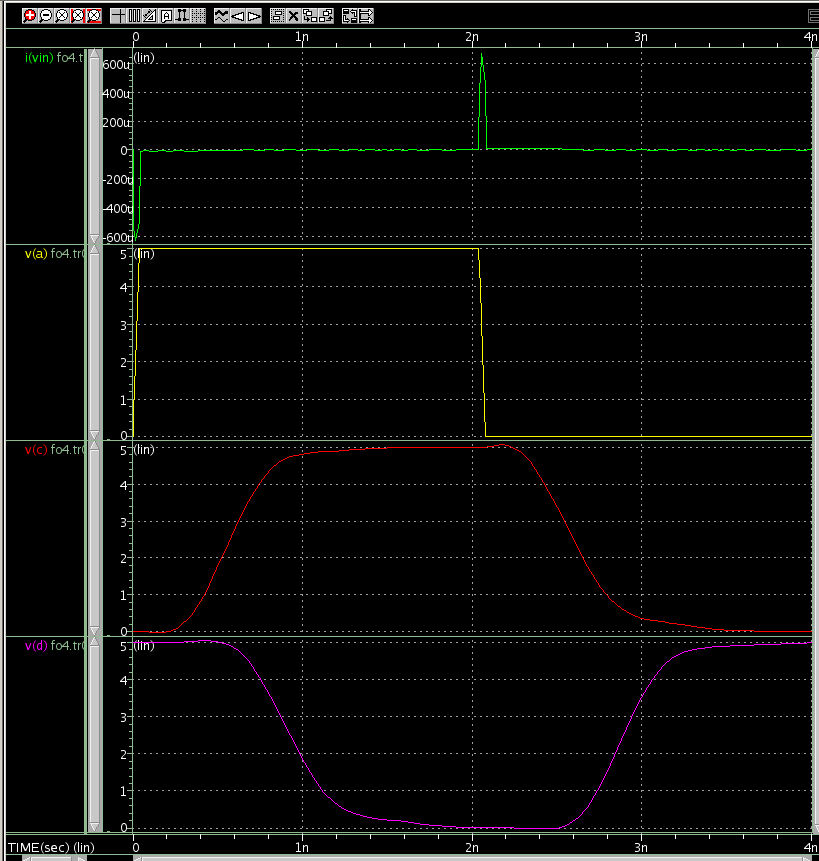 0 1n 2n 3n 4n
i(vin) fo4.t (lin)
600u
400u
200u
0
-200u
-400u
-600u
v(a) fo4.tr( 5 (lin)
4
3
2
1
0
v(c) fo4.tr( 5 (lin)
4
3
2
1
0
v(d) fo4.tr( 5 (lin)
4
3
2
1
0
TIME(sec) (lin) 0 1n 2n 3n 4n